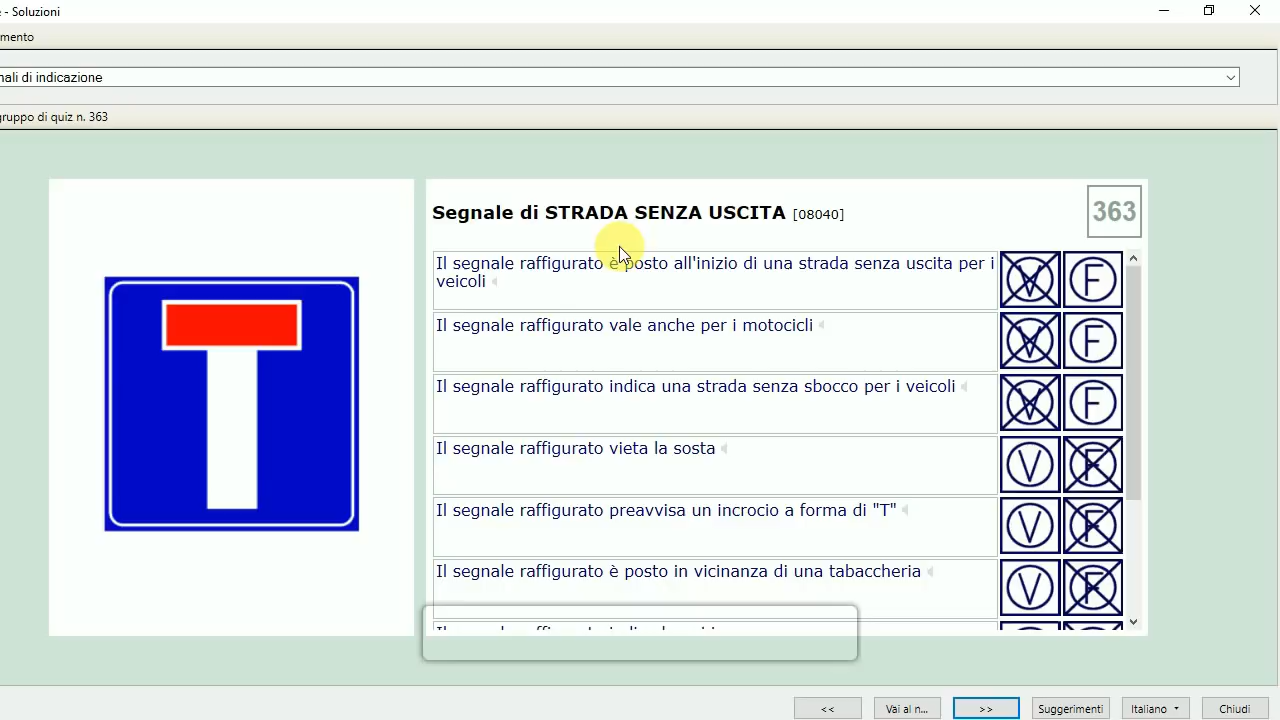 - Soluzioni
mento
nali di indicazione
gruppo di quiz n. 363
Segnale di STRADA SENZA USCITA [08040]
363
Il segnale raffigurato è posto all'inizio di una strada senza uscita per i
veicoli
V F
Il segnale raffigurato vale anche per i motocicli
V F
Il segnale raffigurato indica una strada senza sbocco per i veicoli
V F
Il segnale raffigurato vieta la sosta
V F
Il segnale raffigurato preavvisa un incrocio a forma di "T"
V F
Il segnale raffigurato è posto in vicinanza di una tabaccheria
V F
<< Vai al n... >> Suggerimenti Italiano Chiudi